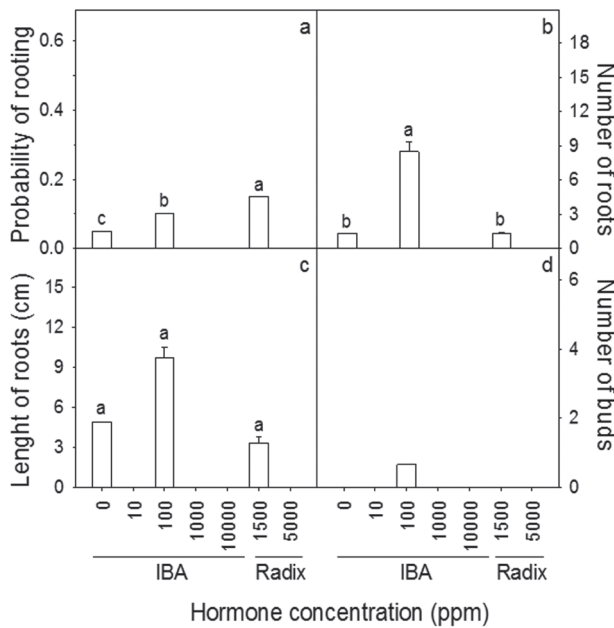 a
b
0.6
0.4
0.2
0.0
Probability of rooting
c
b
a
18
15
12
9
6
3
0
Number of roots
b
a
b
c
d
15
12
9
6
3
0
Lenght of roots (cm)
a
a
a
6
4
2
0
Number of buds
0
10
100
10000
10000
1500
5000
0
10
100
1000
10000
1500
5000
IBA
Radix
IBA
Radix
Hormone concentration (ppm)